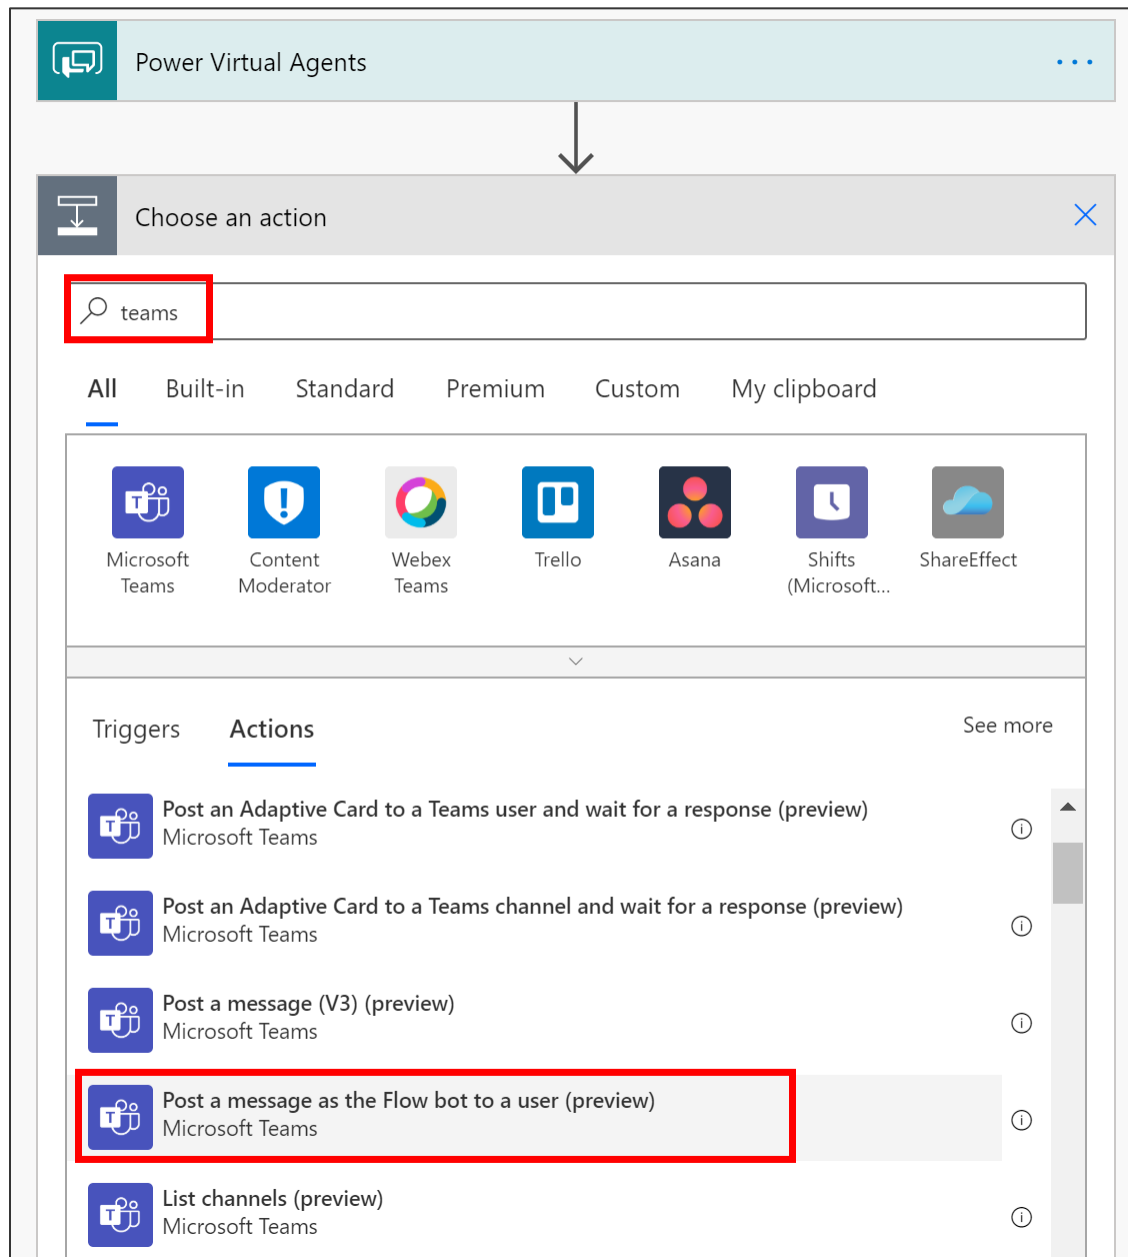 Power Virtual Agents
Choose an action
teams
All Built-in Standard Premium Custom My clipboard
Microsoft Teams
Content Moderator
Webex Teams
Trello
Asana
Shifts (Microsoft...
ShareEffect
Triggers Actions See more
Post an Adaptive Card to a Teams user and wait for a response (preview)
Microsoft Teams
Post an Adaptive Card to a Teams channel and wait for a response (preview)
Microsoft Teams
Post a message (V3) (preview)
Microsoft Teams
Post a message as the Flow bot to a user (preview)
Microsoft Teams
List channels (preview)
Microsoft Teams